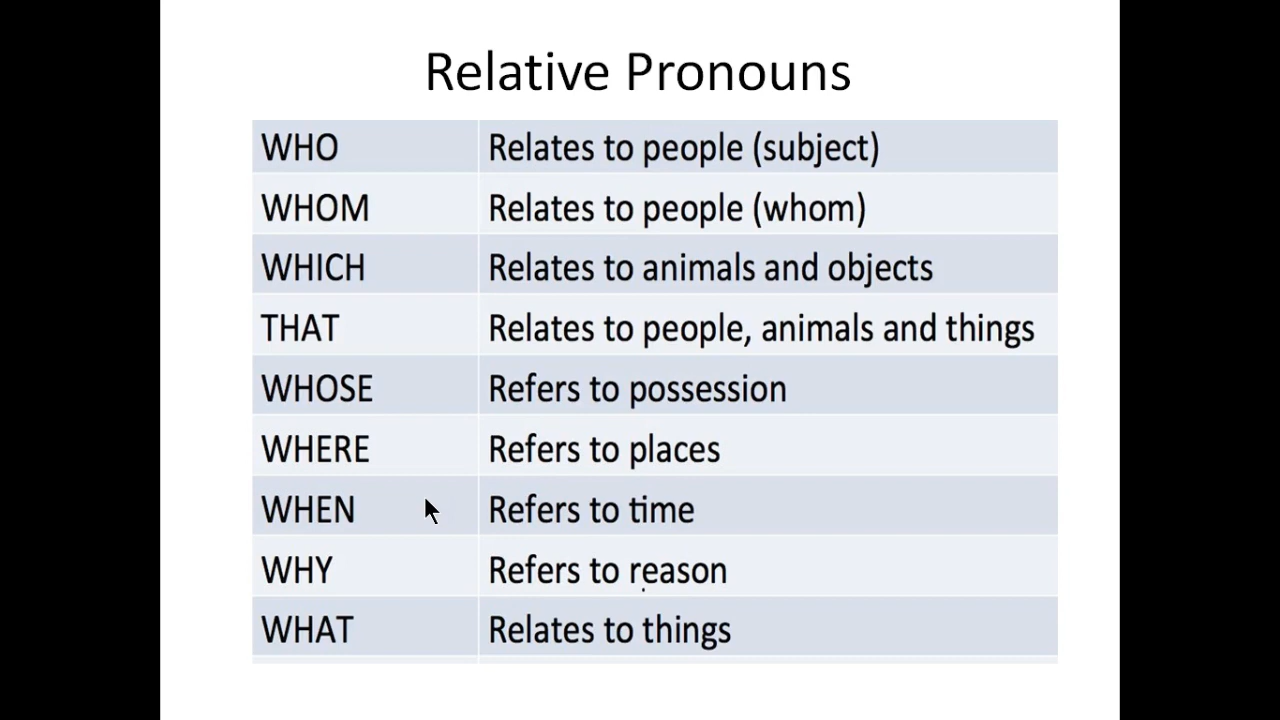 Relative Pronouns
WHO Relates to people (subject)
WHOM Relates to people (whom)
WHICH Relates to animals and objects
THAT Relates to people, animals and things
WHOSE Refers to possession
WHERE Refers to places
WHEN Refers to time
WHY Refers to reason
WHAT Relates to things